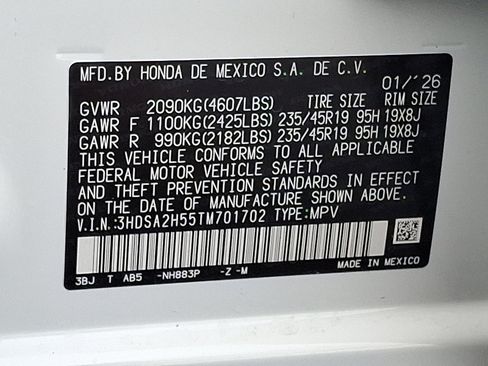 MFD.BY HONDA DE MEXICO S.A. DE C.V.
01/'26
GVWR 2090KG(4607LBS) TIRE SIZE RIM SIZE
GAWR F 1100KG(2425LBS) 235/45R19 95H 19X8J
GAWR R 990KG(2182LBS) 235/45R19 95H 19X8J
THIS VEHICLE CONFORMS TO ALL APPLICABLE
FEDERAL MOTOR VEHICLE SAFETY
AND THEFT PREVENTION STANDARDS IN EFFECT
ON THE DATE OF MANUFACTURE SHOWN ABOVE.
V.I.N.:3HDSA2H55TM701702 TYPE:MPV
3BJ T AB5 -NH883P -Z -M
MADE IN MEXICO